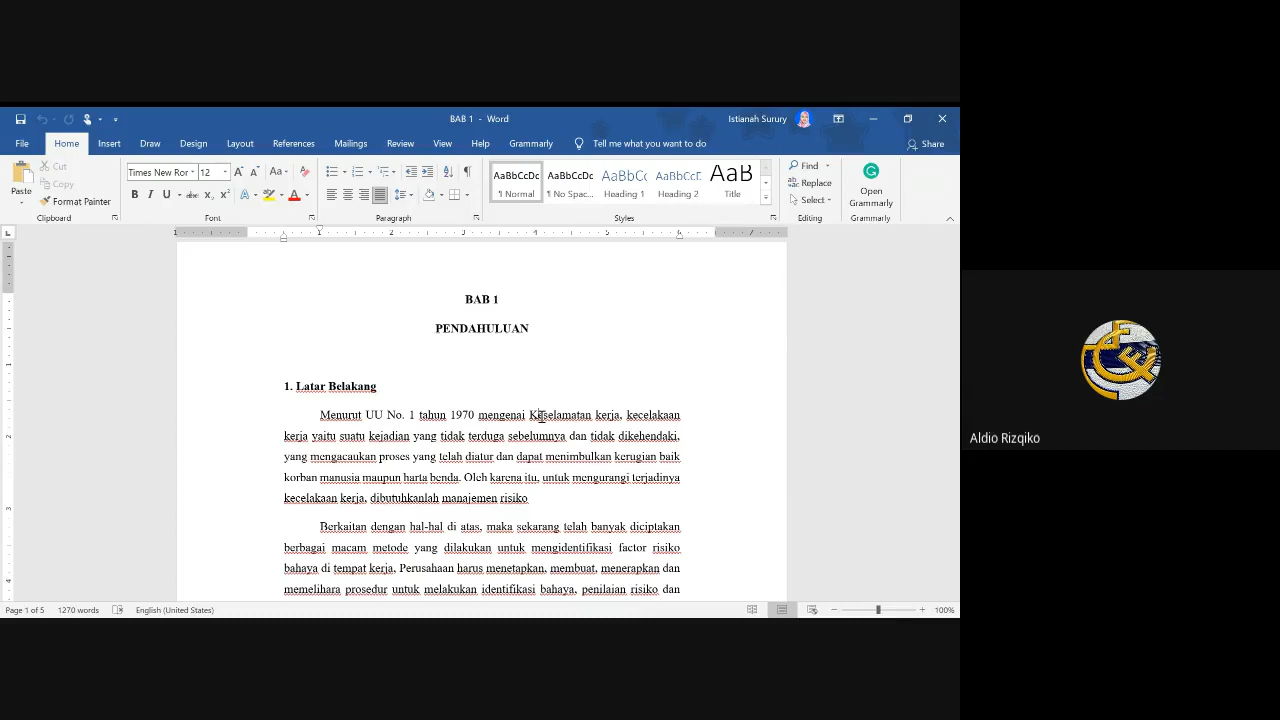 BAB 1 - Word
Istianah Surury
File Home Insert Draw Design Layout References Mailings Review View Help Grammarly Tell me what you want to do Share
Paste
Cut
Copy
Format Painter
Clipboard
Times New Ror 12
Font
Paragraph
AaBbCcDc AaBbCcDc AaBbCc AaBbCcDc AaB
¶ Normal ¶ No Spac... Heading 1 Heading 2 Title
Styles
Find
Replace
Select
Editing
Open
Grammarly
Grammarly
BAB 1
PENDAHULUAN
1. Latar Belakang
Menurut UU No. 1 tahun 1970 mengenai Keselamatan kerja, kecelakaan
kerja yaitu suatu kejadian yang tidak terduga sebelumnya dan tidak dikehendaki,
yang mengacaukan proses yang telah diatur dan dapat menimbulkan kerugian baik
korban manusia maupun harta benda. Oleh karena itu, untuk mengurangi terjadinya
kecelakaan kerja, dibutuhkanlah manajemen risiko
Berkaitan dengan hal-hal di atas, maka sekarang telah banyak diciptakan
berbagai macam metode yang dilakukan untuk mengidentifikasi factor risiko
bahaya di tempat kerja, Perusahaan harus menetapkan, membuat, menerapkan dan
memelihara prosedur untuk melakukan identifikasi bahaya, penilaian risiko dan
Page 1 of 5 1270 words English (United States) 100%
Aldio Rizqiko